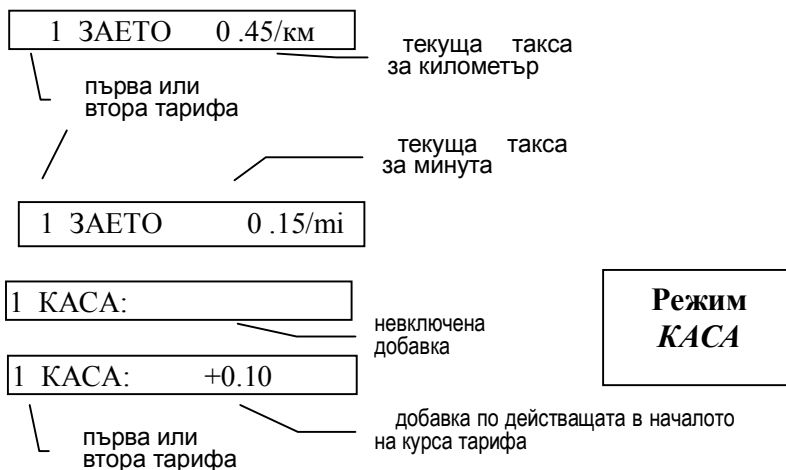 1 ЗАЕТО 0 .45/км
текуща такса
за километър
първа или
втора тарифа
текуща такса
за минута
1 ЗАЕТО 0 .15/mi
1 КАСА:
невключена
добавка
Режим
КАСА
1 КАСА: +0.10
добавка по действащата в началото
на курса тарифа
първа или
втора тарифа